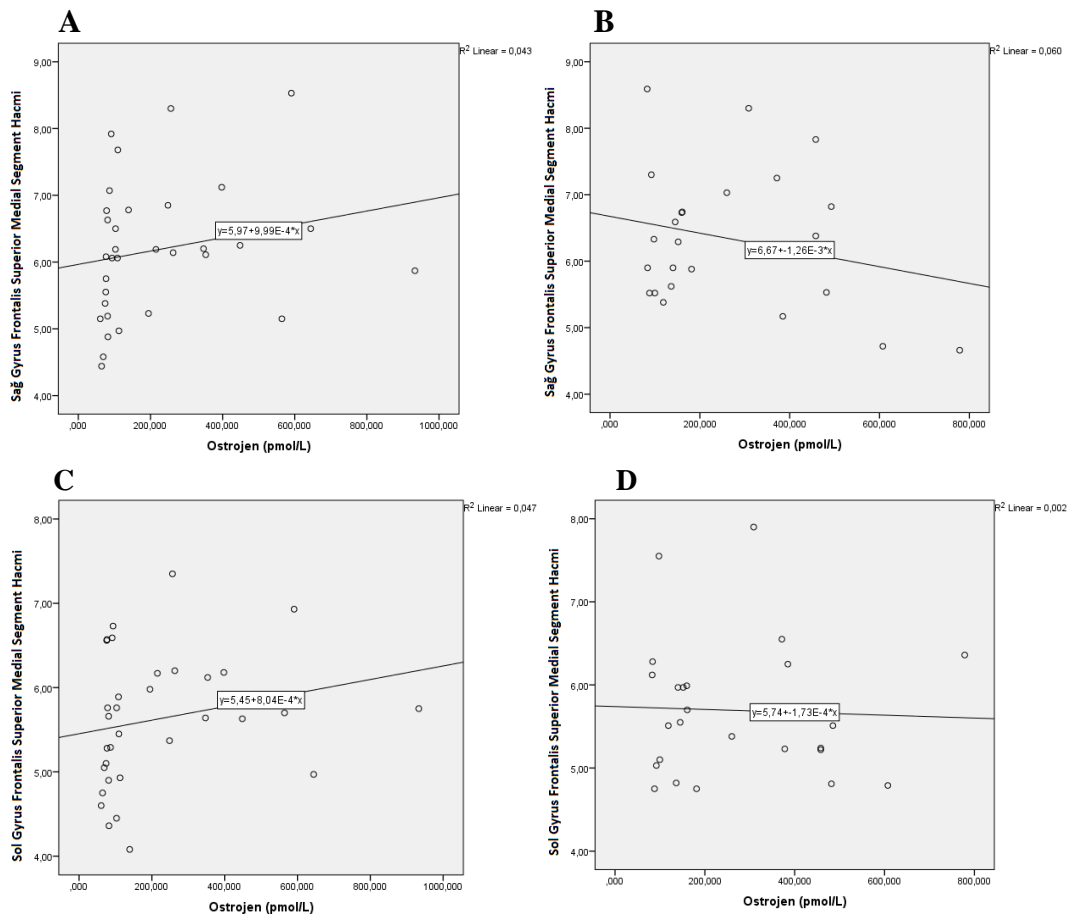 A
R² Linear = 0,043
Sağ Gyrus Frontalis Superior Medial Segment Hacmi
9,00
8,00
7,00
6,00
5,00
4,00
y=5,97+9,99E-4*x
,000 200,000 400,000 600,000 800,000 1000,000
Ostrojen (pmol/L)
B
R² Linear = 0,060
Sağ Gyrus Frontalis Superior Medial Segment Hacmi
9,00
8,00
7,00
6,00
5,00
4,00
y=6,67+-1,26E-3*x
,000 200,000 400,000 600,000 800,000
Ostrojen (pmol/L)
C
R² Linear = 0,047
Sol Gyrus Frontalis Superior Medial Segment Hacmi
8,00
7,00
6,00
5,00
4,00
y=5,45+8,04E-4*x
,000 200,000 400,000 600,000 800,000 1000,000
Ostrojen (pmol/L)
D
R² Linear = 0,002
Sol Gyrus Frontalis Superior Medial Segment Hacmi
8,00
7,00
6,00
5,00
4,00
y=5,74+-1,73E-4*x
,000 200,000 400,000 600,000 800,000
Ostrojen (pmol/L)